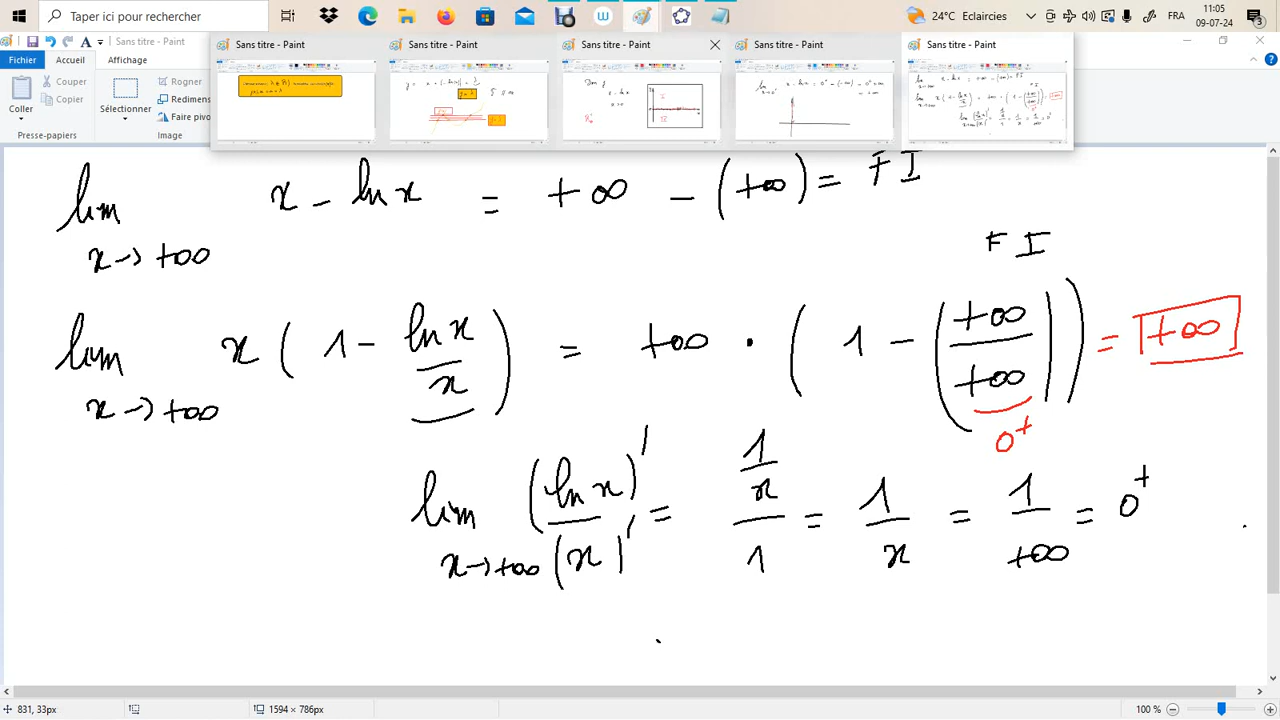 Taper ici pour rechercher
24°C Eclaircies
FR
11:05
09-07-24
3
Sans titre - Paint
Sans titre - Paint
Sans titre - Paint
Sans titre - Paint
Sans titre - Paint
Sans titre - Paint
Fichier
Accueil
Affichage
Coller
Couper
Copier
Presse-papiers
Sélectionner
Rogner
Redimens
Faire pivo
Image
lim x→+∞ x - ln x = +∞ - (+∞) = FI
FI
lim x→+∞ x(1 - ln x/x) = +∞ · (1 - (+∞/+∞)) = +∞
0+
lim x→+∞ (ln x)'/(x)' = 1/x/1 = 1/x = 1/+∞ = 0+
831, 33px
1594 × 786px
100 %